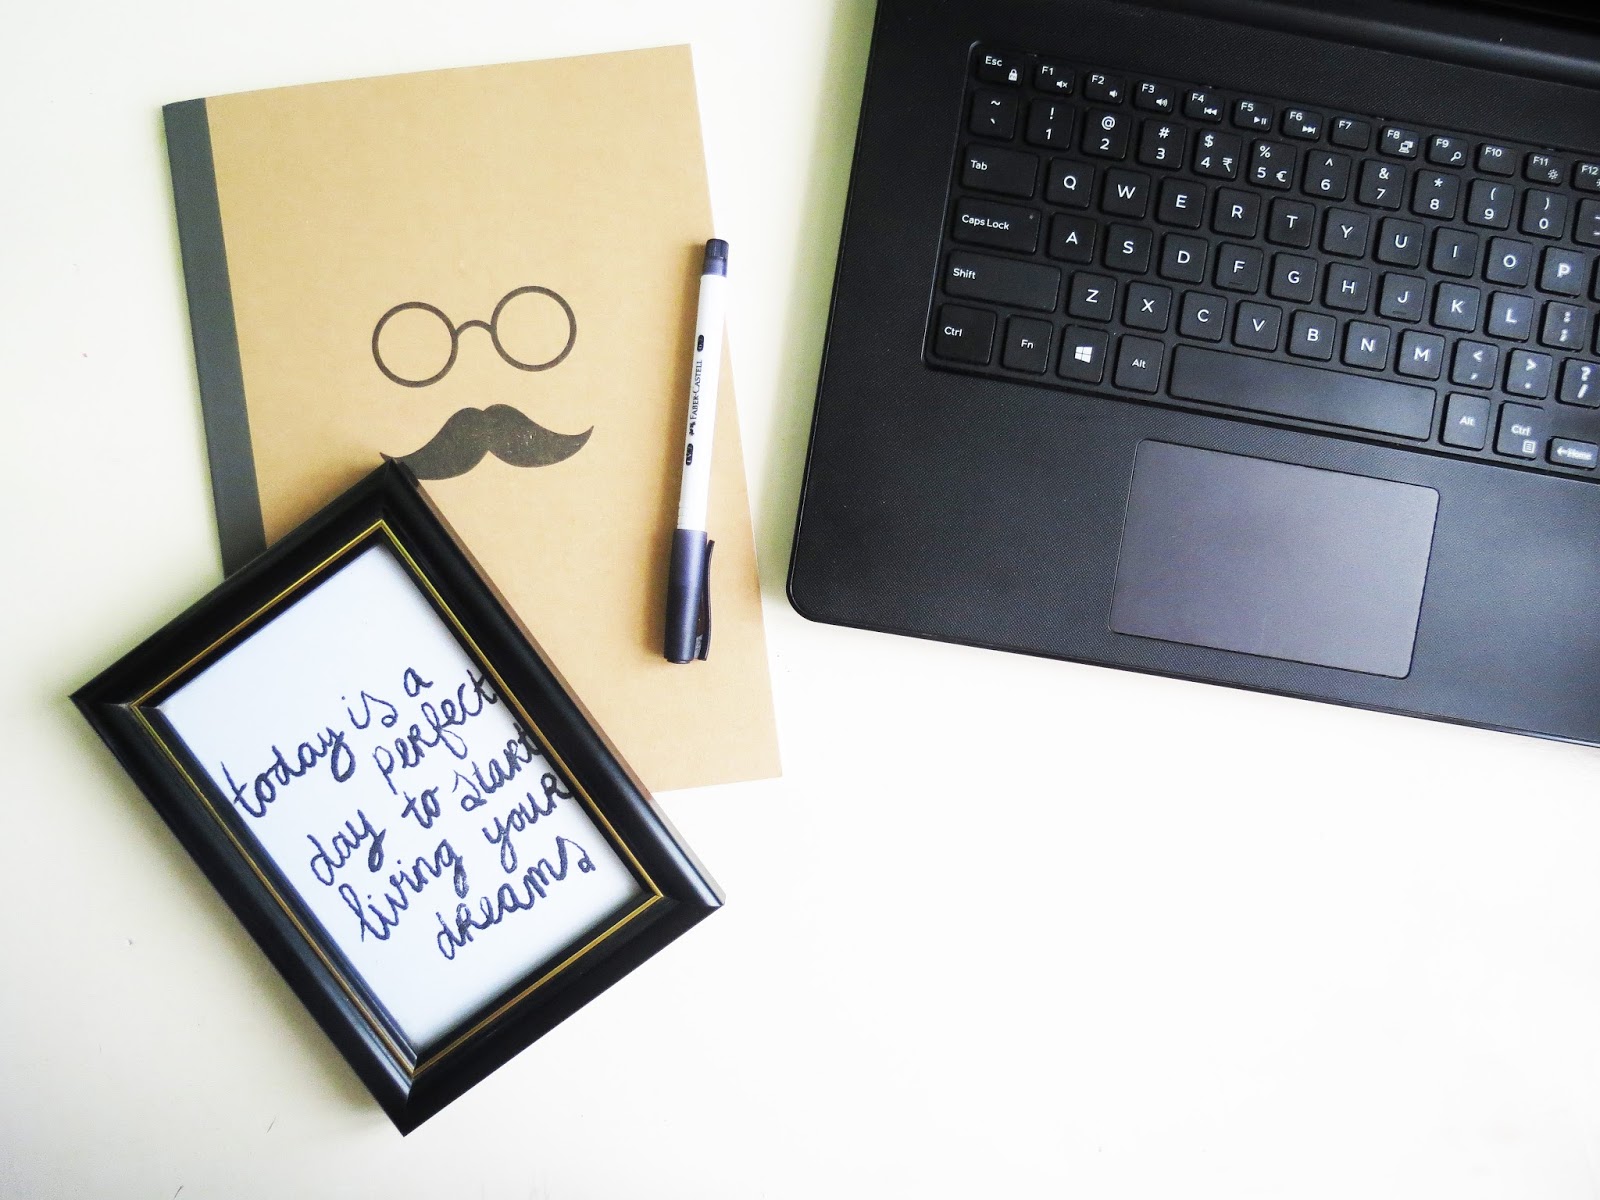 today is a
perfect
day to start
living your
dreams
FABER-CASTELL
Esc F1 F2 F3 F4 F5 F6 F7 F8 F9 F10 F11 F12
~ ` ! 1 @ 2 # 3 $ 4 ₹ % 5 € ^ 6 & 7 * 8 ( 9 ) 0
Tab Q W E R T Y U I O P
Caps Lock A S D F G H J K L : ;
Shift Z X C V B N M < , > . ? /
Ctrl Fn Alt Alt Ctrl Home